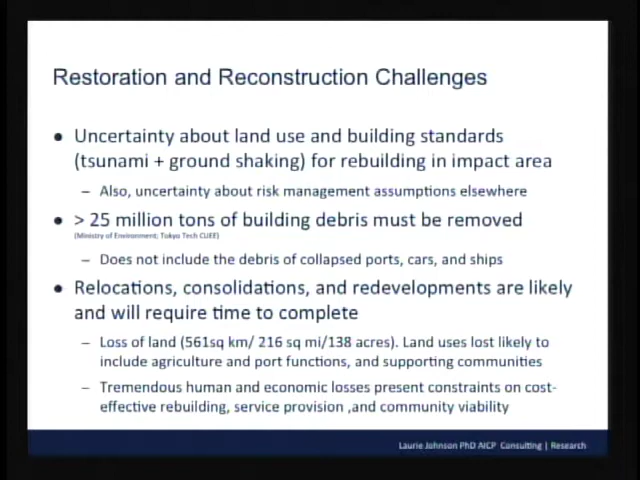 Restoration and Reconstruction Challenges
• Uncertainty about land use and building standards
(tsunami + ground shaking) for rebuilding in impact area
– Also, uncertainty about risk management assumptions elsewhere
• > 25 million tons of building debris must be removed
(Ministry of Environment; Tokyo Tech CUEE)
– Does not include the debris of collapsed ports, cars, and ships
• Relocations, consolidations, and redevelopments are likely
and will require time to complete
– Loss of land (561sq km/ 216 sq mi/138 acres). Land uses lost likely to
include agriculture and port functions, and supporting communities
– Tremendous human and economic losses present constraints on cost-
effective rebuilding, service provision ,and community viability
Laurie Johnson PhD AICP Consulting | Research